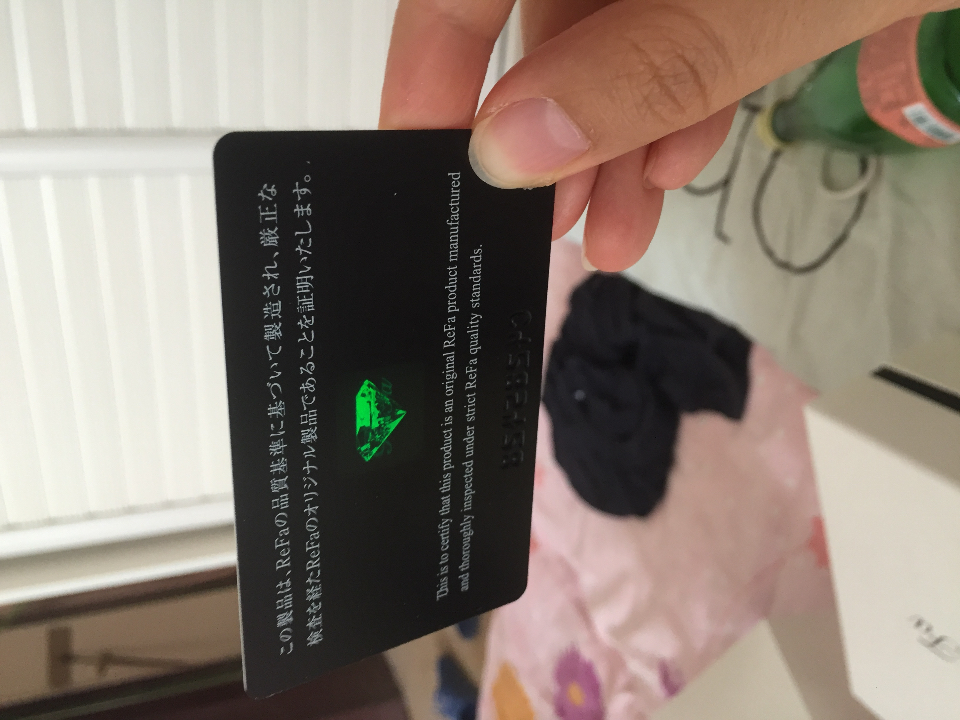 この製品は、ReFaの品質基準に基づいて製造され、厳正な
検査を経たReFaのオリジナル製品であることを証明いたします。
This is to certify that this product is an original ReFa product manufactured
and thoroughly inspected under strict ReFa quality standards.